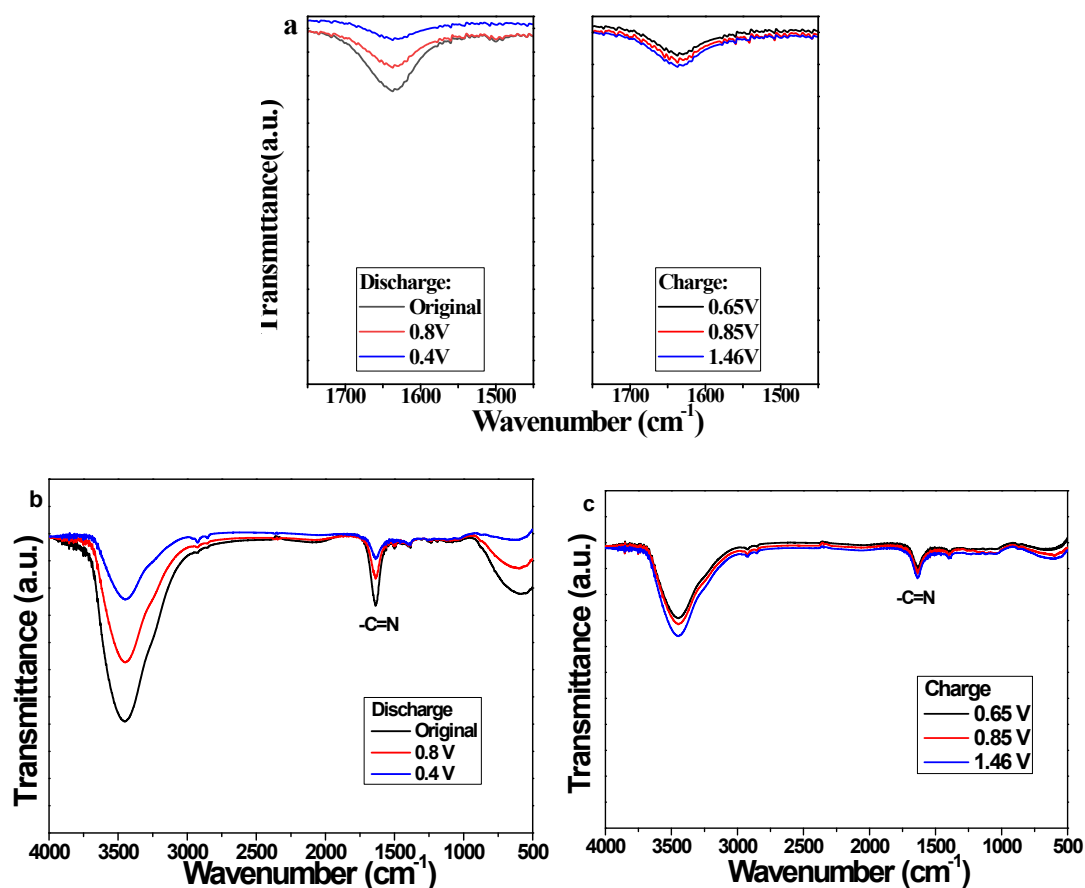 a
Transmittance(a.u.)
Discharge:
Original
0.8V
0.4V
1700 1600 1500
Charge:
0.65V
0.85V
1.46V
1700 1600 1500
Wavenumber (cm-1)
b
Transmittance (a.u.)
-C=N
Discharge
Original
0.8 V
0.4 V
4000 3500 3000 2500 2000 1500 1000 500
Wavenumber (cm-1)
c
Transmittance (a.u.)
-C=N
Charge
0.65 V
0.85 V
1.46 V
4000 3500 3000 2500 2000 1500 1000 500
Wavenumber (cm-1)